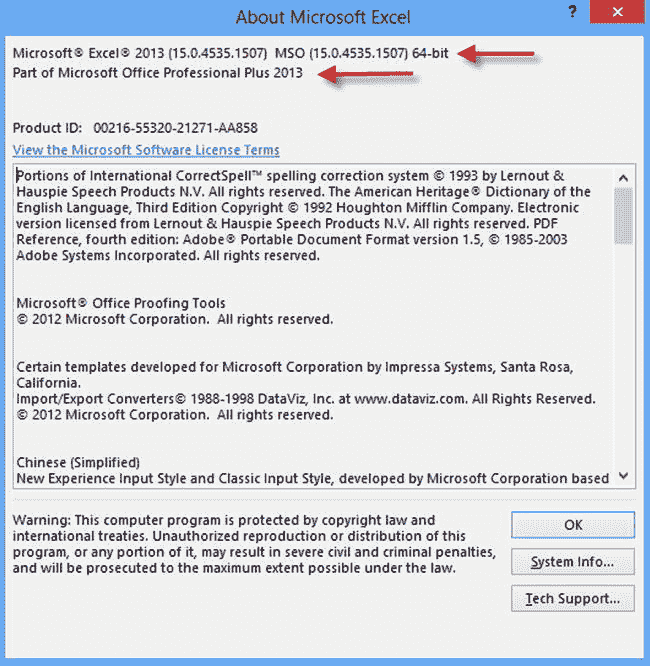 About Microsoft Excel
?
Microsoft® Excel® 2013 (15.0.4535.1507) MSO (15.0.4535.1507) 64-bit
Part of Microsoft Office Professional Plus 2013
Product ID: 00216-55320-21271-AA858
View the Microsoft Software License Terms
Portions of International CorrectSpell™ spelling correction system © 1993 by Lernout &
Hauspie Speech Products N.V. All rights reserved. The American Heritage® Dictionary of the
English Language, Third Edition Copyright © 1992 Houghton Mifflin Company. Electronic
version licensed from Lernout & Hauspie Speech Products N.V. All rights reserved. PDF
Reference, fourth edition: Adobe® Portable Document Format version 1.5, © 1985-2003
Adobe Systems Incorporated. All rights reserved.
Microsoft® Office Proofing Tools
© 2012 Microsoft Corporation. All rights reserved.
Certain templates developed for Microsoft Corporation by Impressa Systems, Santa Rosa,
California.
Import/Export Converters© 1988-1998 DataViz, Inc. at www.dataviz.com. All Rights Reserved.
© 2012 Microsoft Corporation. All rights reserved.
Chinese (Simplified)
New Experience Input Style and Classic Input Style, developed by Microsoft Corporation based
Warning: This computer program is protected by copyright law and
international treaties. Unauthorized reproduction or distribution of this
program, or any portion of it, may result in severe civil and criminal penalties,
and will be prosecuted to the maximum extent possible under the law.
OK
System Info...
Tech Support...